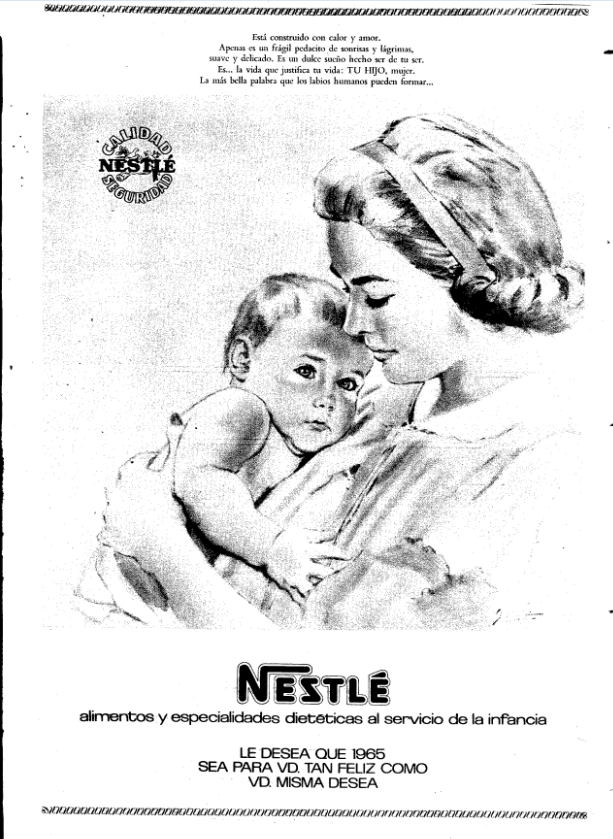 Está construido con calor y amor.
Apenas es un frágil pedacito de sonrisas y lágrimas,
suave y delicado. Es un dulce sueño hecho ser de tu ser.
Es... la vida que justifica tu vida: TU HIJO, mujer.
La más bella palabra que los labios humanos pueden formar...
CALIDAD
NESTLÉ
SEGURIDAD
NESTLÉ
alimentos y especialidades dietéticas al servicio de la infancia
LE DESEA QUE 1965
SEA PARA VD. TAN FELIZ COMO
VD. MISMA DESEA